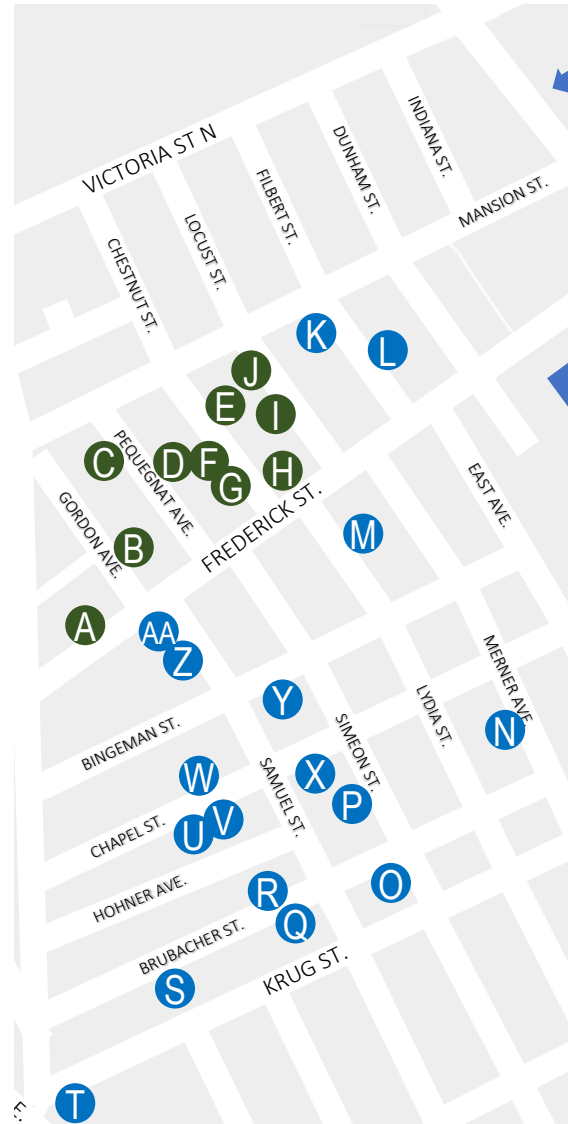 VICTORIA ST N
INDIANA ST.
DUNHAM ST.
FILBERT ST.
MANSION ST.
LOCUST ST.
CHESTNUT ST.
K
L
J
E
I
C
D
F
G
H
PEQUEGNAT AVE.
GORDON AVE.
B
FREDERICK ST.
EAST AVE.
M
A
AA
Z
MERNER AVE.
Y
LYDIA ST.
SIMEON ST.
BINGEMAN ST.
N
W
X
SAMUEL ST.
P
CHAPEL ST.
U
V
HOHNER AVE.
R
O
Q
BRUBACHER ST.
KRUG ST.
S
T
E.